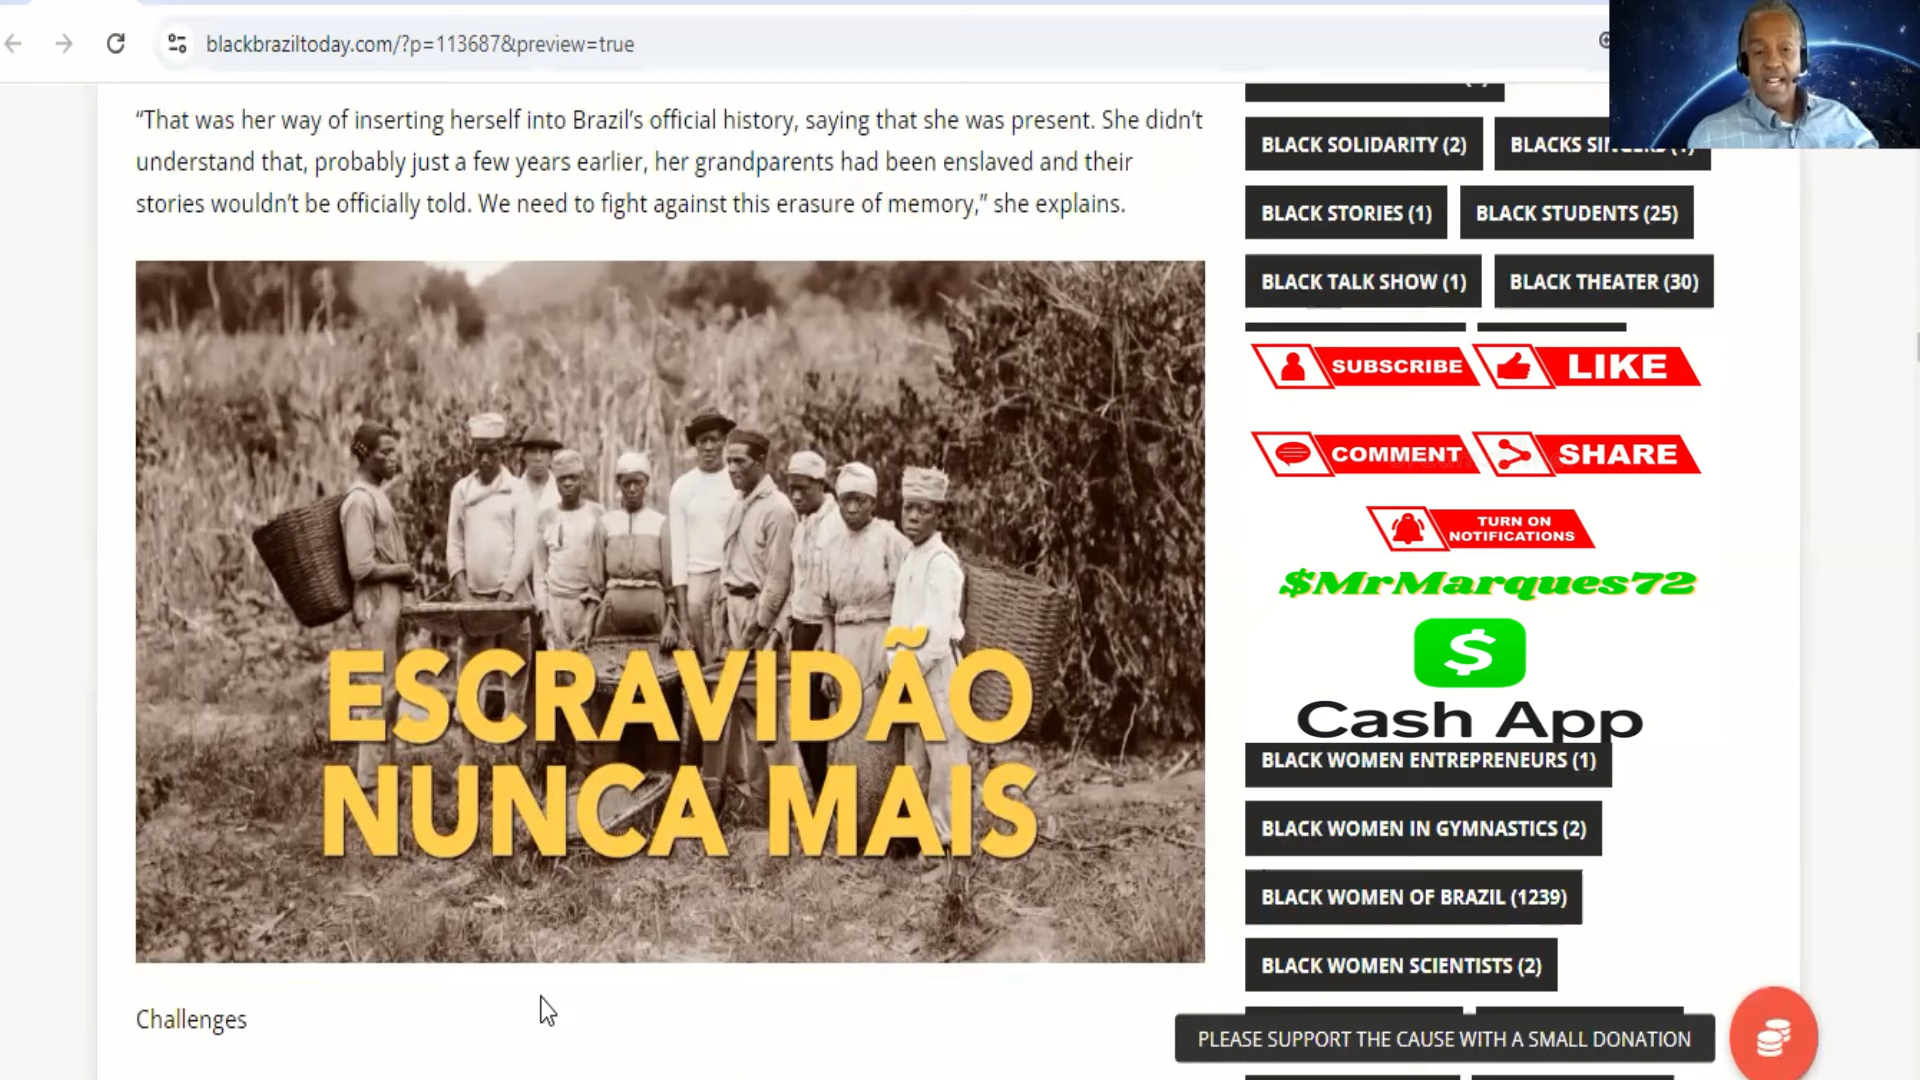 blackbraziltoday.com/?p=113687&preview=true
“That was her way of inserting herself into Brazil’s official history, saying that she was present. She didn’t
understand that, probably just a few years earlier, her grandparents had been enslaved and their
stories wouldn’t be officially told. We need to fight against this erasure of memory,” she explains.
ESCRAVIDÃO
NUNCA MAIS
Challenges
BLACK SOLIDARITY (2)
BLACK STORIES (1)
BLACK STUDENTS (25)
BLACK TALK SHOW (1)
BLACK THEATER (30)
SUBSCRIBE
LIKE
COMMENT
SHARE
TURN ON
NOTIFICATIONS
$MrMarques72
$
Cash App
BLACK WOMEN ENTREPRENEURS (1)
BLACK WOMEN IN GYMNASTICS (2)
BLACK WOMEN OF BRAZIL (1239)
BLACK WOMEN SCIENTISTS (2)
PLEASE SUPPORT THE CAUSE WITH A SMALL DONATION